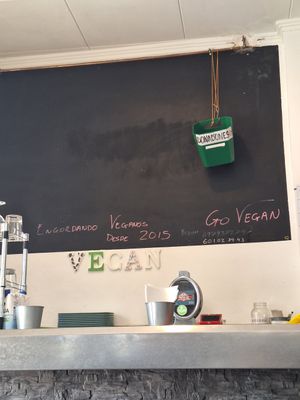 DONACIONES
ENGORDANDO VEGANOS
DESDE 2015
GO VEGAN
VEGAN